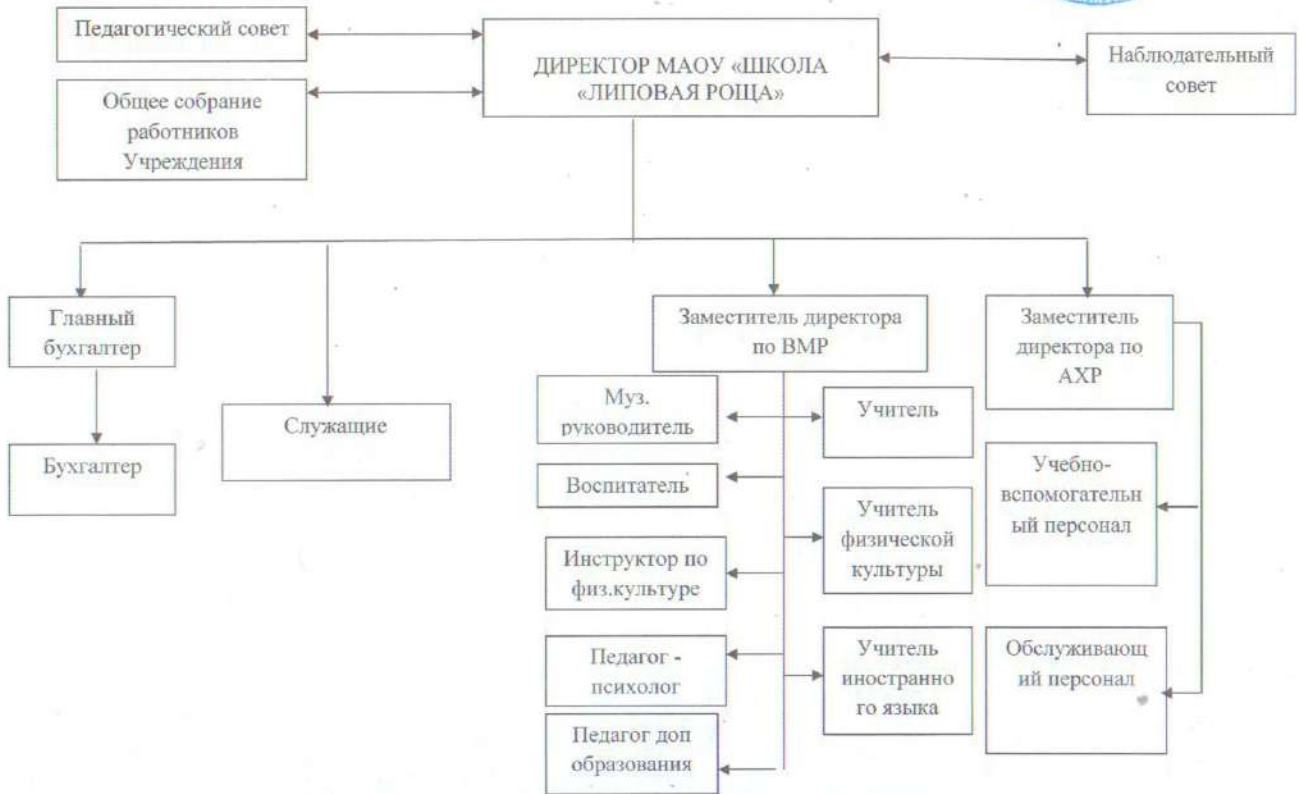 Педагогический совет
ДИРЕКТОР МАОУ «ШКОЛА
«ЛИПОВАЯ РОЩА»
Наблюдательный
совет
Общее собрание
работников
Учреждения
Главный
бухгалтер
Бухгалтер
Служащие
Заместитель директора
по ВМР
Муз.
руководитель
Воспитатель
Инструктор по
физ.культуре
Педагог -
психолог
Педагог доп
образования
Учитель
Учитель
физической
культуры
Учитель
иностранно
го языка
Заместитель
директора по
АХР
Учебно-
вспомогательн
ый персонал
Обслуживающ
ий персонал